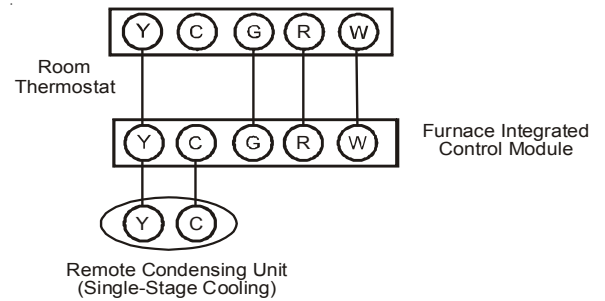 Y C G R W
Room
Thermostat
Y C G R W
Furnace Integrated
Control Module
Y C
Remote Condensing Unit
(Single-Stage Cooling)